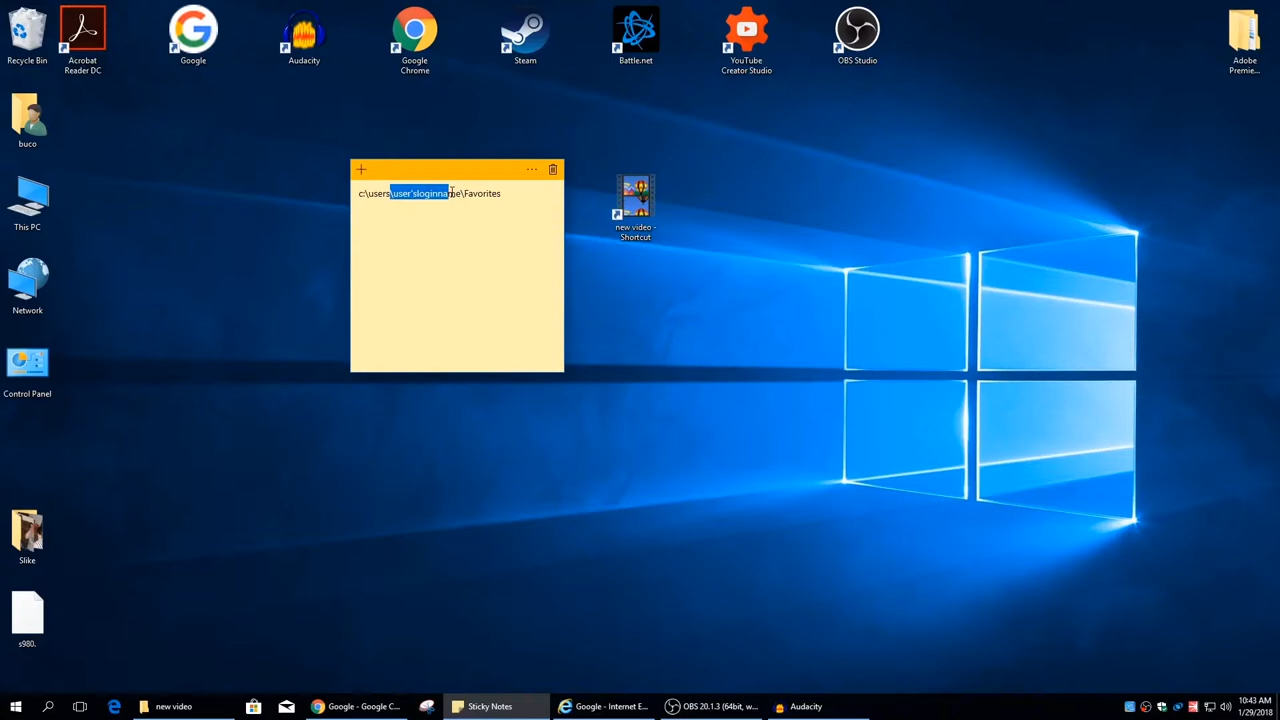 Acrobat
Reader DC
Google
Audacity
Google
Chrome
Steam
Battle.net
YouTube
Creator Studio
OBS Studio
Adobe
Premie...
Recycle Bin
buco
This PC
Network
Control Panel
Slike
s980.
c:\users\user'sloginname\Favorites
new video -
Shortcut
new video
Google - Google C...
Sticky Notes
Google - Internet E...
OBS 20.1.3 (64bit, w...
Audacity
10:43 AM
1/29/2018